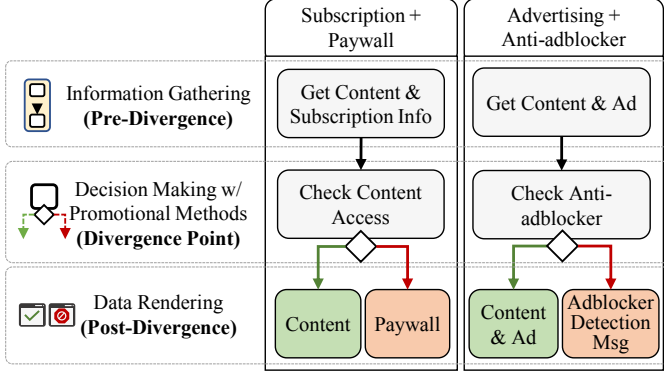 Subscription +
Paywall
Advertising +
Anti-adblocker
Information Gathering
(Pre-Divergence)
Get Content &
Subscription Info
Get Content & Ad
Decision Making w/
Promotional Methods
(Divergence Point)
Check Content
Access
Check Anti-
adblocker
Data Rendering
(Post-Divergence)
Content
Paywall
Content
& Ad
Adblocker
Detection
Msg